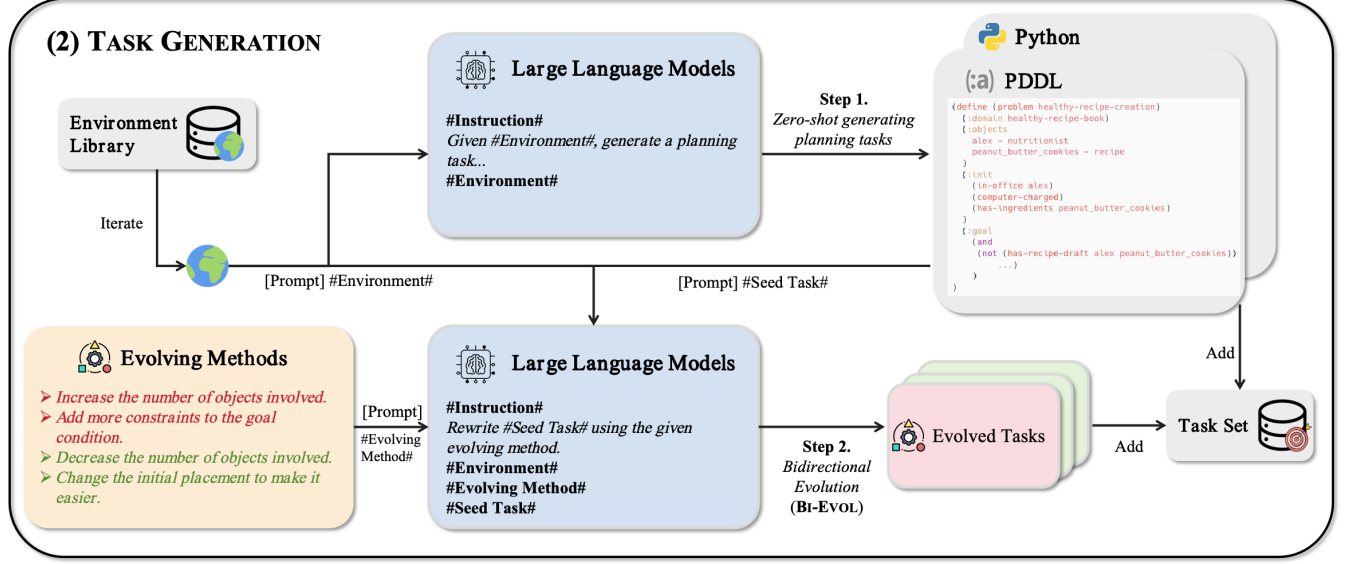 (2) TASK GENERATION
Environment
Library
Iterate
[Prompt] #Environment#
Large Language Models
#Instruction#
Given #Environment#, generate a planning
task...
#Environment#
Step 1.
Zero-shot generating
planning tasks
Python
(:a) PDDL
(define (problem healthy-recipe-creation)
(:domain healthy-recipe-book)
(:objects
alex - nutritionist
peanut_butter_cookies - recipe
)
(:init
(in-office alex)
(computer-charged)
(has-ingredients peanut_butter_cookies)
)
(:goal
(and
(not (has-recipe-draft alex peanut_butter_cookies))
...)
)
)
[Prompt] #Seed Task#
Evolving Methods
➢ Increase the number of objects involved.
➢ Add more constraints to the goal
condition.
➢ Decrease the number of objects involved.
➢ Change the initial placement to make it
easier.
[Prompt]
#Evolving
Method#
Large Language Models
#Instruction#
Rewrite #Seed Task# using the given
evolving method.
#Environment#
#Evolving Method#
#Seed Task#
Step 2.
Bidirectional
Evolution
(BI-EVOL)
Evolved Tasks
Add
Add
Task Set